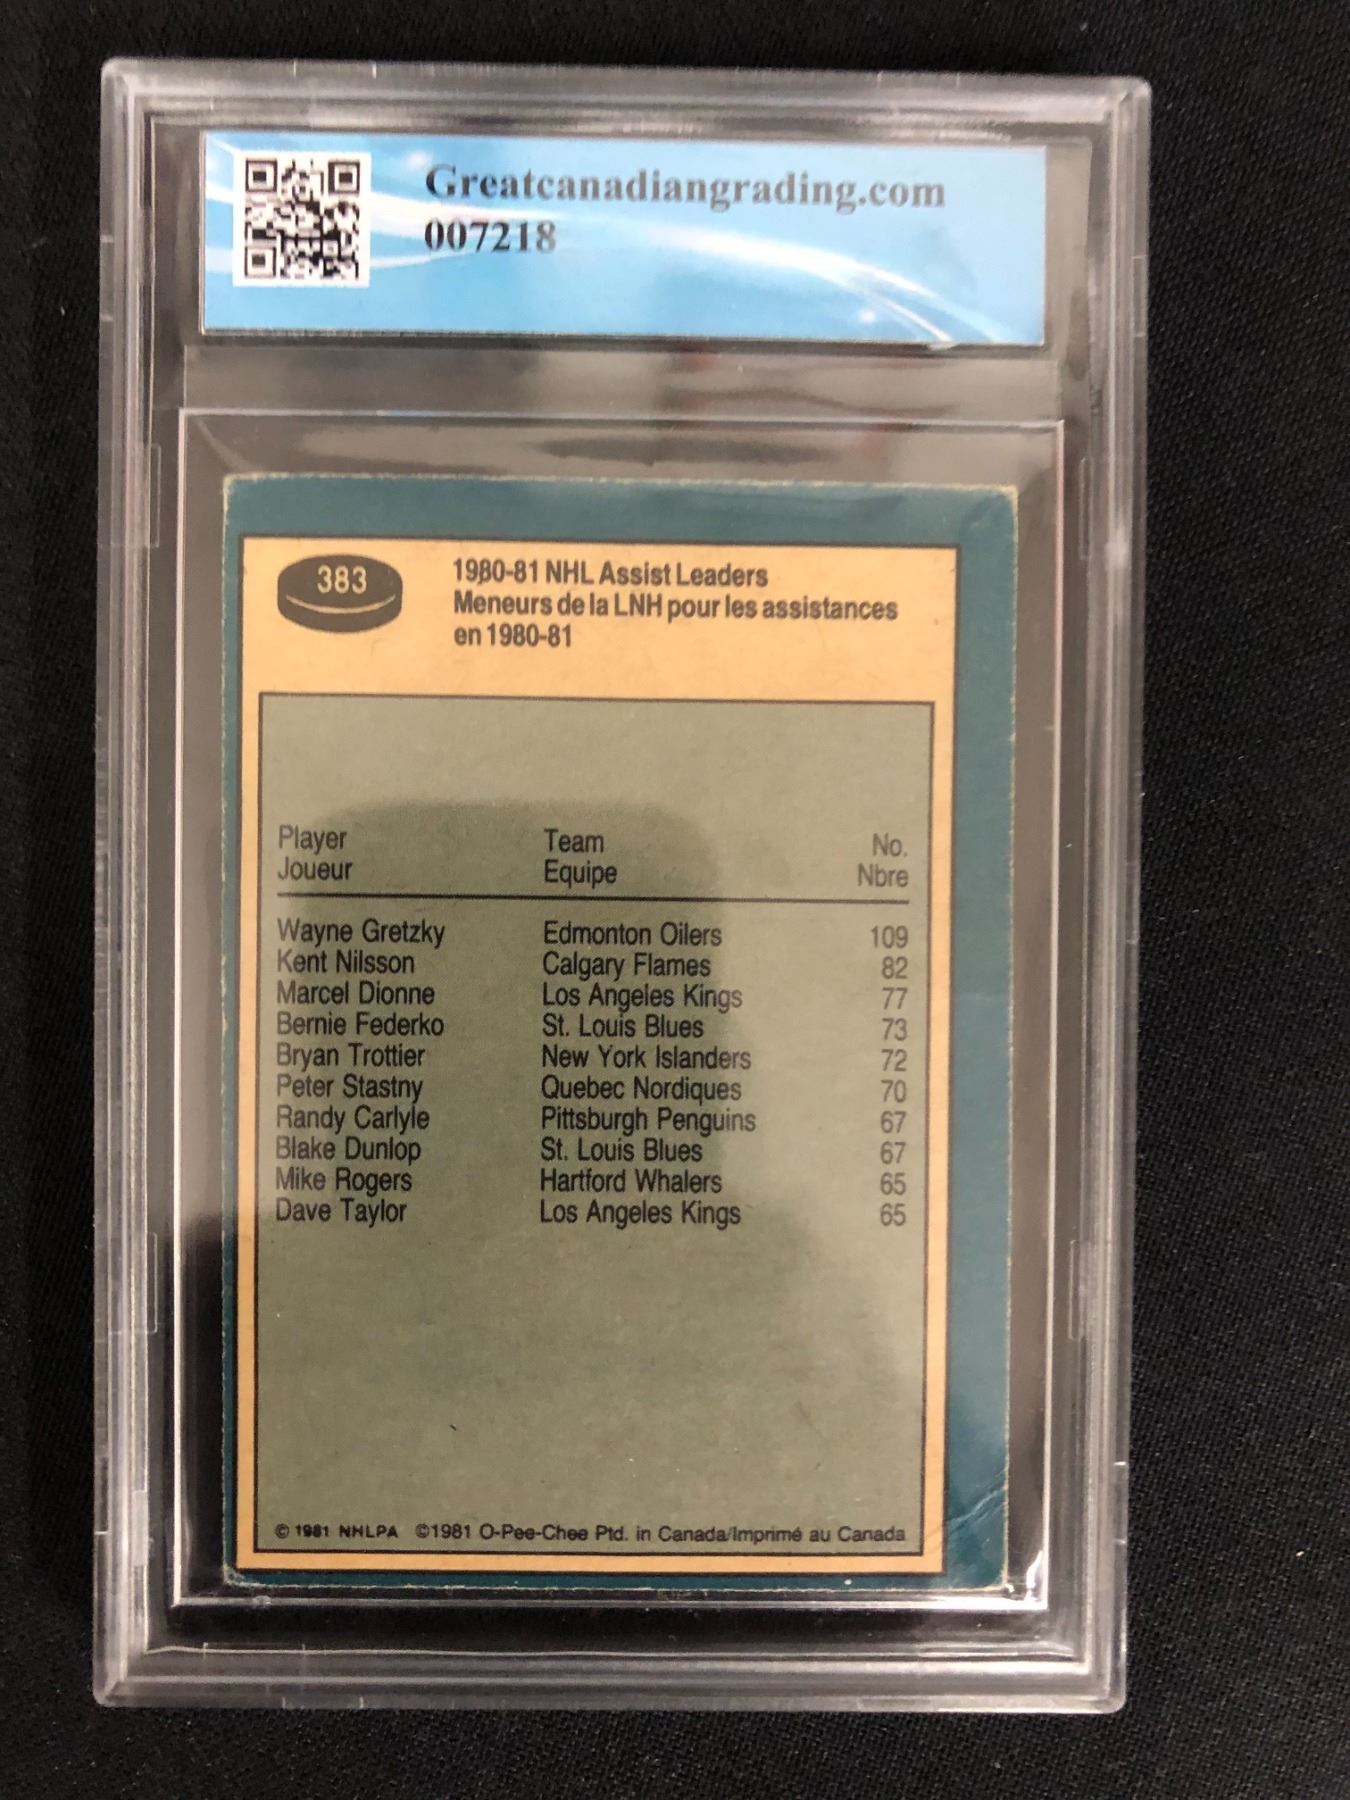 Greatcanadiangrading.com
007218
383
1980-81 NHL Assist Leaders
Meneurs de la LNH pour les assistances
en 1980-81
Player Team No.
Joueur Equipe Nbre
Wayne Gretzky Edmonton Oilers 109
Kent Nilsson Calgary Flames 82
Marcel Dionne Los Angeles Kings 77
Bernie Federko St. Louis Blues 73
Bryan Trottier New York Islanders 72
Peter Stastny Quebec Nordiques 70
Randy Carlyle Pittsburgh Penguins 67
Blake Dunlop St. Louis Blues 67
Mike Rogers Hartford Whalers 65
Dave Taylor Los Angeles Kings 65
© 1981 NHLPA ©1981 O-Pee-Chee Ptd. in Canada/Imprimé au Canada